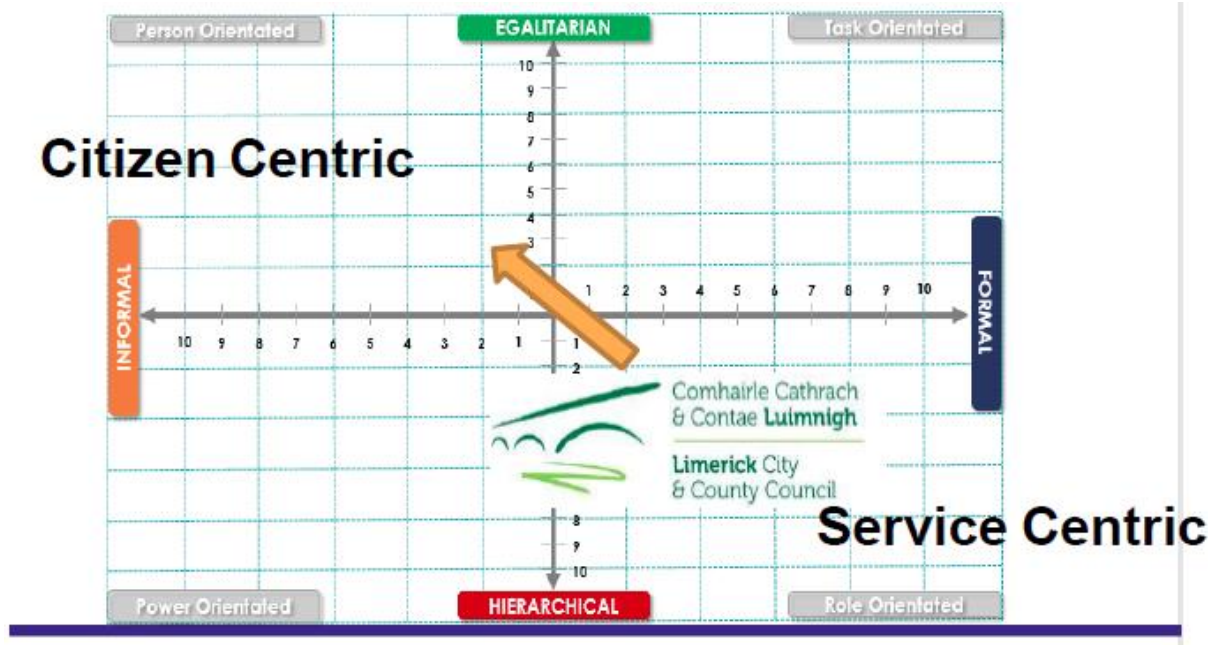 Person Orientated
EGALITARIAN
Task Orientated
10
9
8
7
Citizen Centric
6
5
4
3
INFORMAL
FORMAL
1 2 3 4 5 6 7 8 9 10
10 9 8 7 6 5 4 3 2 1
1
2
Comhairle Cathrach
& Contae Luimnigh
Limerick City
& County Council
8
Service Centric
9
10
Power Orientated
HIERARCHICAL
Role Orientated